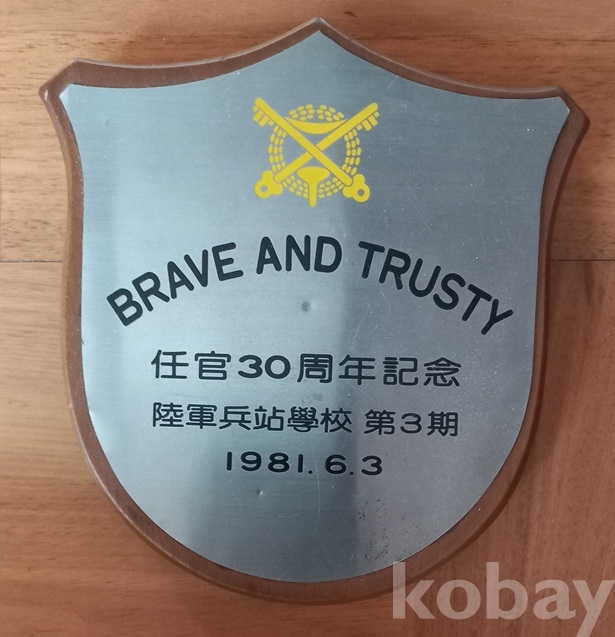 BRAVE AND TRUSTY
任官30周年記念
陸軍兵站學校 第3期
1981.6.3
kobay